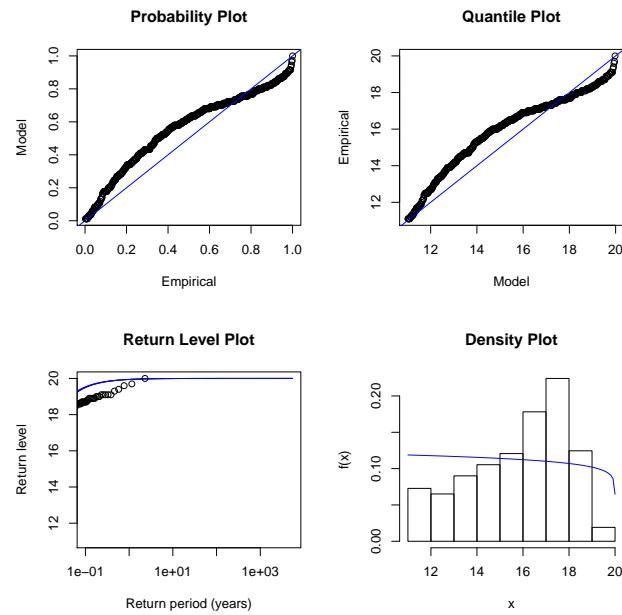 Probability Plot
Model
0.0 0.2 0.4 0.6 0.8 1.0
0.0 0.2 0.4 0.6 0.8 1.0
Empirical
Quantile Plot
Empirical
12 14 16 18 20
12 14 16 18 20
Model
Return Level Plot
Return level
12 14 16 18 20
1e−01 1e+01 1e+03
Return period (years)
Density Plot
f(x)
0.00 0.10 0.20
12 14 16 18 20
x